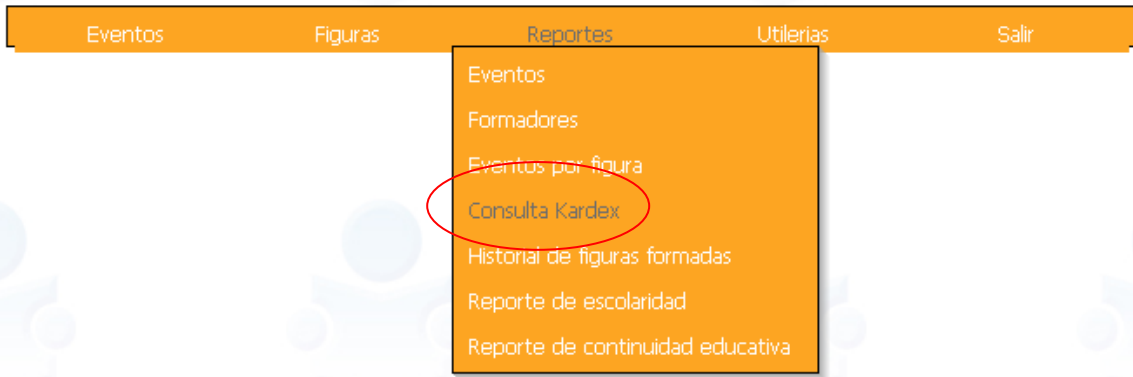 Eventos Figuras Reportes Utilerias Salir
Eventos
Formadores
Eventos por figura
Consulta Kardex
Historial de figuras formadas
Reporte de escolaridad
Reporte de continuidad educativa